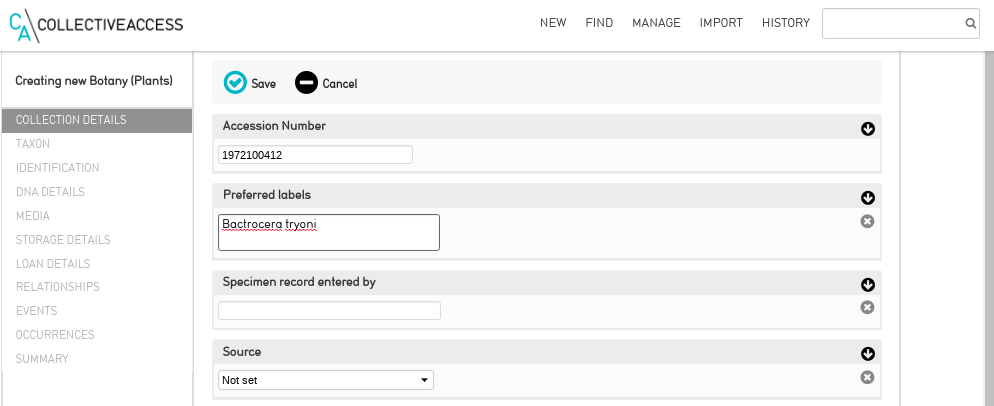 CA COLLECTIVEACCESS
NEW FIND MANAGE IMPORT HISTORY
Creating new Botany (Plants)
COLLECTION DETAILS
TAXON
IDENTIFICATION
DNA DETAILS
MEDIA
STORAGE DETAILS
LOAN DETAILS
RELATIONSHIPS
EVENTS
OCCURRENCES
SUMMARY
Save Cancel
Accession Number
1972100412
Preferred labels
Bactrocera tryoni
Specimen record entered by
Source
Not set